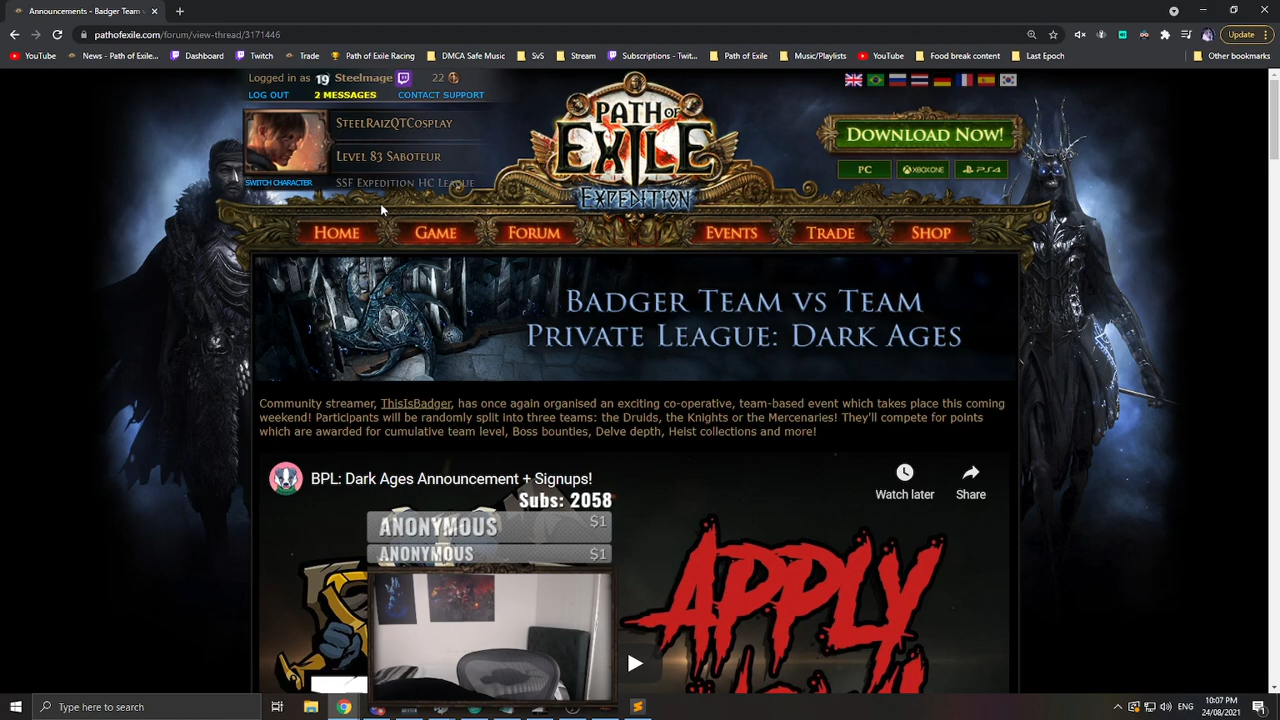 Announcements - Badger Team vs
pathofexile.com/forum/view-thread/3171446
Update
YouTube
News - Path of Exile...
Dashboard
Twitch
Trade
Path of Exile Racing
DMCA Safe Music
SvS
Stream
Subscriptions - Twit...
Path of Exile
Music/Playlists
YouTube
Food break content
Last Epoch
Other bookmarks
Logged in as 19 Steelmage 22
LOG OUT 2 MESSAGES CONTACT SUPPORT
SteelRaizQTCosplay
Level 83 Saboteur
SWITCH CHARACTER SSF Expedition HC League
PATH OF
EXILE
EXPEDITION
DOWNLOAD NOW!
PC XBOX ONE PS4
HOME GAME FORUM EVENTS TRADE SHOP
BADGER TEAM VS TEAM
PRIVATE LEAGUE: DARK AGES
Community streamer, ThisIsBadger, has once again organised an exciting co-operative, team-based event which takes place this coming
weekend! Participants will be randomly split into three teams: the Druids, the Knights or the Mercenaries! They'll compete for points
which are awarded for cumulative team level, Boss bounties, Delve depth, Heist collections and more!
BPL: Dark Ages Announcement + Signups!
Watch later Share
Subs: 2058
ANONYMOUS $1
ANONYMOUS $1
APPLY
Type here to search
ENG
10:07 PM
24/08/2021